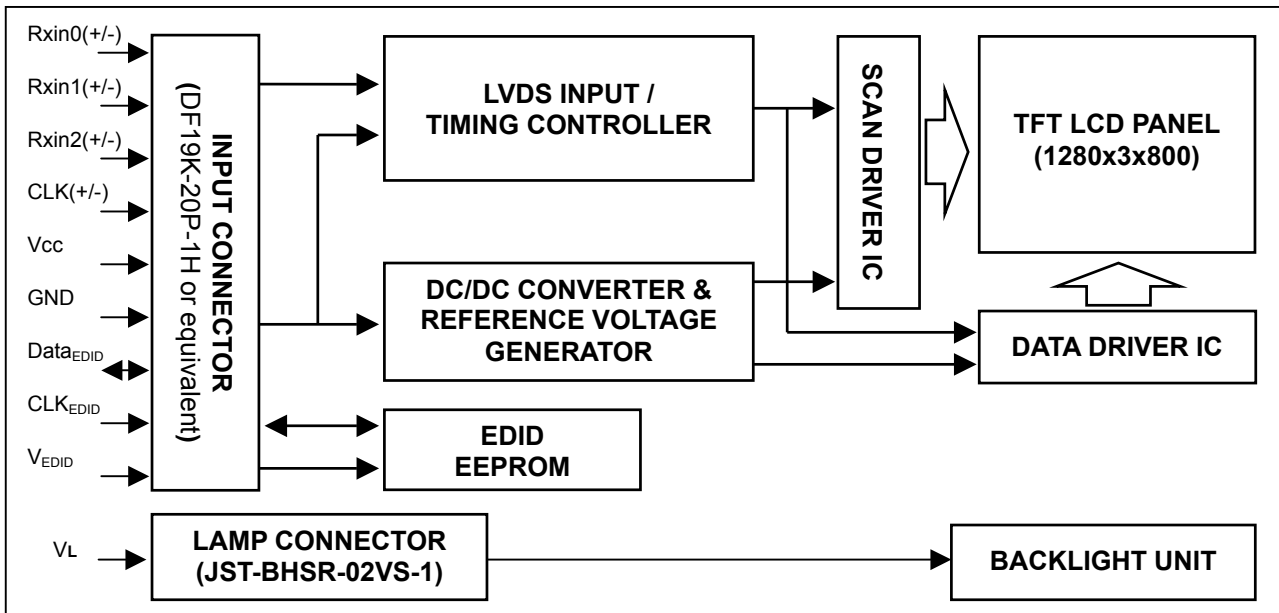 Rxin0(+/-)
Rxin1(+/-)
Rxin2(+/-)
CLK(+/-)
Vcc
GND
DataEDID
CLKEDID
VEDID
VL
INPUT CONNECTOR
(DF19K-20P-1H or equivalent)
LVDS INPUT /
TIMING CONTROLLER
DC/DC CONVERTER &
REFERENCE VOLTAGE
GENERATOR
EDID
EEPROM
SCAN DRIVER IC
TFT LCD PANEL
(1280x3x800)
DATA DRIVER IC
LAMP CONNECTOR
(JST-BHSR-02VS-1)
BACKLIGHT UNIT